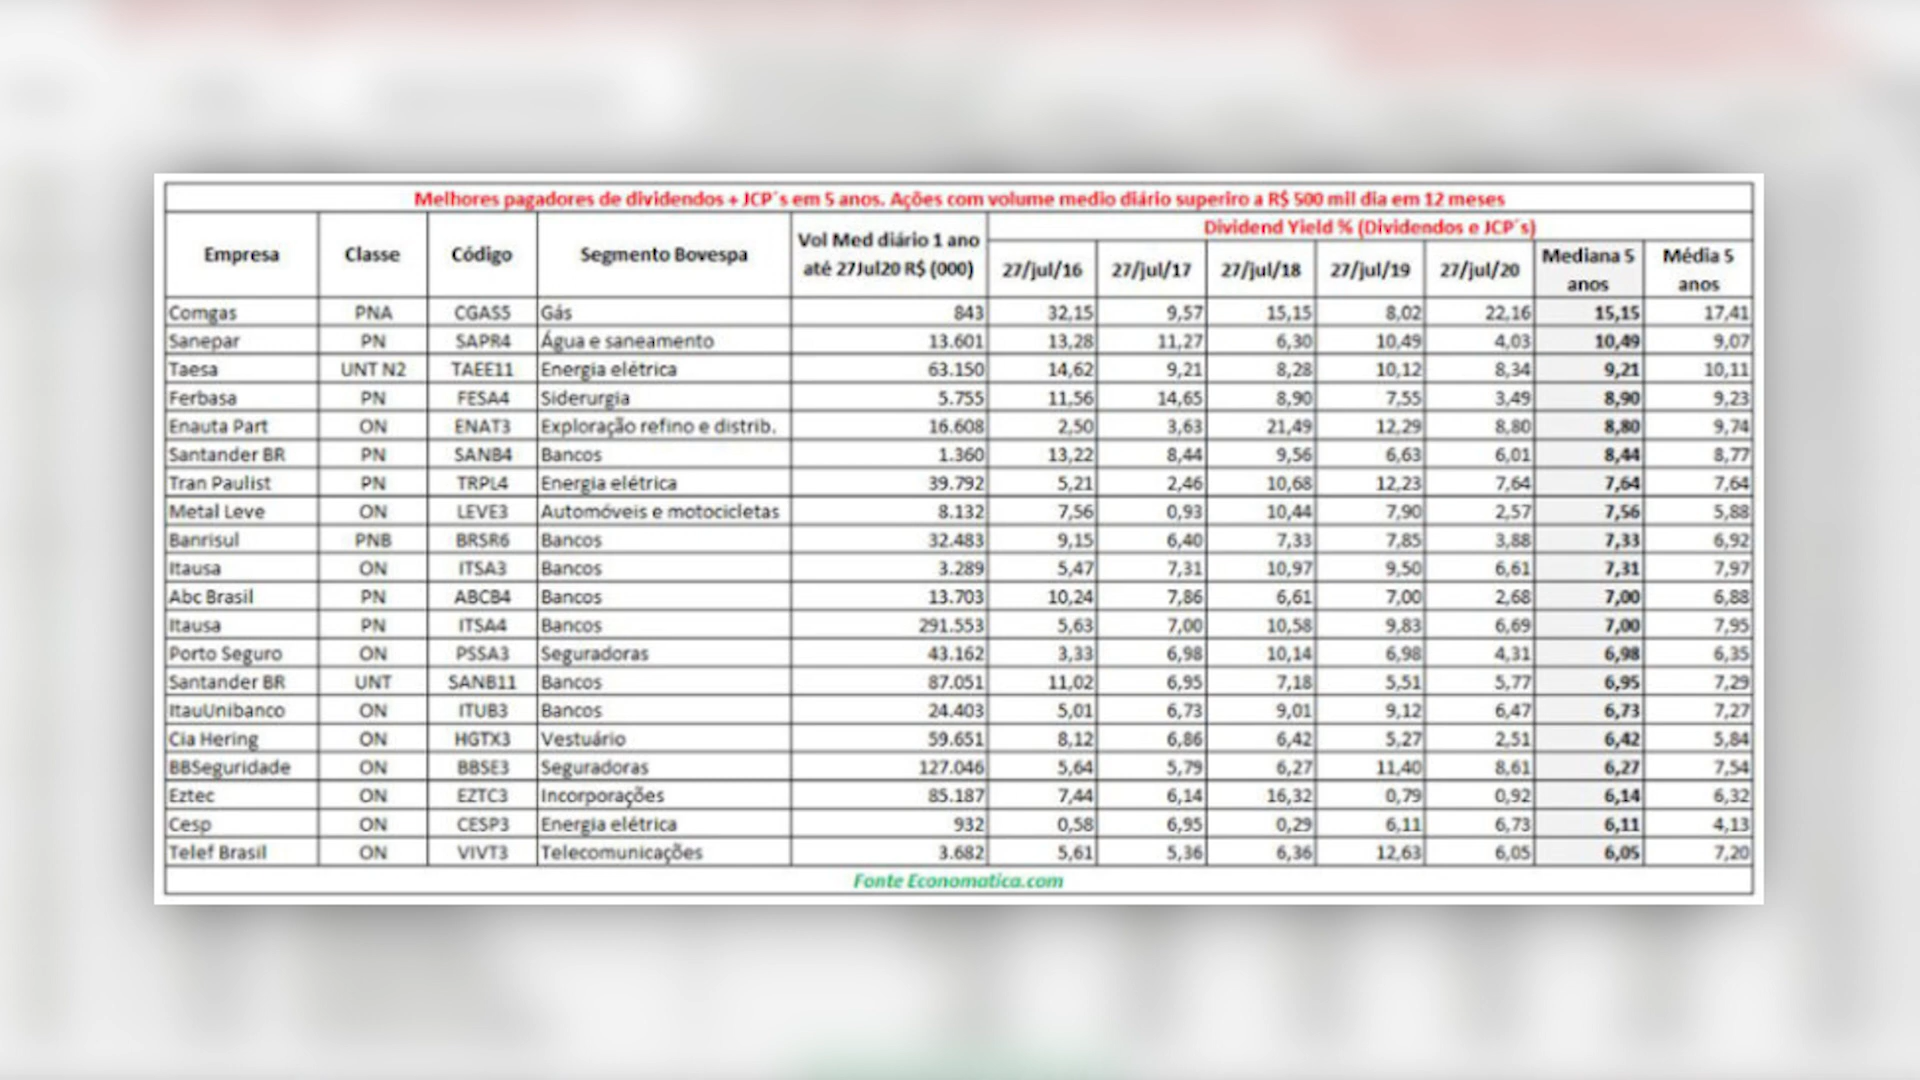 Melhores pagadores de dividendos + JCP´s em 5 anos. Ações com volume medio diário superiro a R$ 500 mil dia em 12 meses
Empresa Classe Código Segmento Bovespa Vol Med diário 1 ano até 27Jul20 R$ (000) Dividend Yield % (Dividendos e JCP´s)
27/jul/16 27/jul/17 27/jul/18 27/jul/19 27/jul/20 Mediana 5 anos Média 5 anos
Comgas PNA CGAS5 Gás 843 32,15 9,57 15,15 8,02 22,16 15,15 17,41
Sanepar PN SAPR4 Água e saneamento 13.601 13,28 11,27 6,30 10,49 4,03 10,49 9,07
Taesa UNT N2 TAEE11 Energia elétrica 63.150 14,62 9,21 8,28 10,12 8,34 9,21 10,11
Ferbasa PN FESA4 Siderurgia 5.755 11,56 14,65 8,90 7,55 3,49 8,90 9,23
Enauta Part ON ENAT3 Exploração refino e distrib. 16.608 2,50 3,63 21,49 12,29 8,80 8,80 9,74
Santander BR PN SANB4 Bancos 1.360 13,22 8,44 9,56 6,63 6,01 8,44 8,77
Tran Paulist PN TRPL4 Energia elétrica 39.792 5,21 2,46 10,68 12,23 7,64 7,64 7,64
Metal Leve ON LEVE3 Automóveis e motocicletas 8.132 7,56 0,93 10,44 7,90 2,57 7,56 5,88
Banrisul PNB BRSR6 Bancos 32.483 9,15 6,40 7,33 7,85 3,88 7,33 6,92
Itausa ON ITSA3 Bancos 3.289 5,47 7,31 10,97 9,50 6,61 7,31 7,97
Abc Brasil PN ABCB4 Bancos 13.703 10,24 7,86 6,61 7,00 2,68 7,00 6,88
Itausa PN ITSA4 Bancos 291.553 5,63 7,00 10,58 9,83 6,69 7,00 7,95
Porto Seguro ON PSSA3 Seguradoras 43.162 3,33 6,98 10,14 6,98 4,31 6,98 6,35
Santander BR UNT SANB11 Bancos 87.051 11,02 6,95 7,18 5,51 5,77 6,95 7,29
ItauUnibanco ON ITUB3 Bancos 24.403 5,01 6,73 9,01 9,12 6,47 6,73 7,27
Cia Hering ON HGTX3 Vestuário 59.651 8,12 6,86 6,42 5,27 2,51 6,42 5,84
BBSeguridade ON BBSE3 Seguradoras 127.046 5,64 5,79 6,27 11,40 8,61 6,27 7,54
Eztec ON EZTC3 Incorporações 85.187 7,44 6,14 16,32 0,79 0,92 6,14 6,32
Cesp ON CESP3 Energia elétrica 932 0,58 6,95 0,29 6,11 6,73 6,11 4,13
Telef Brasil ON VIVT3 Telecomunicações 3.682 5,61 5,36 6,36 12,63 6,05 6,05 7,20
Fonte Economatica.com